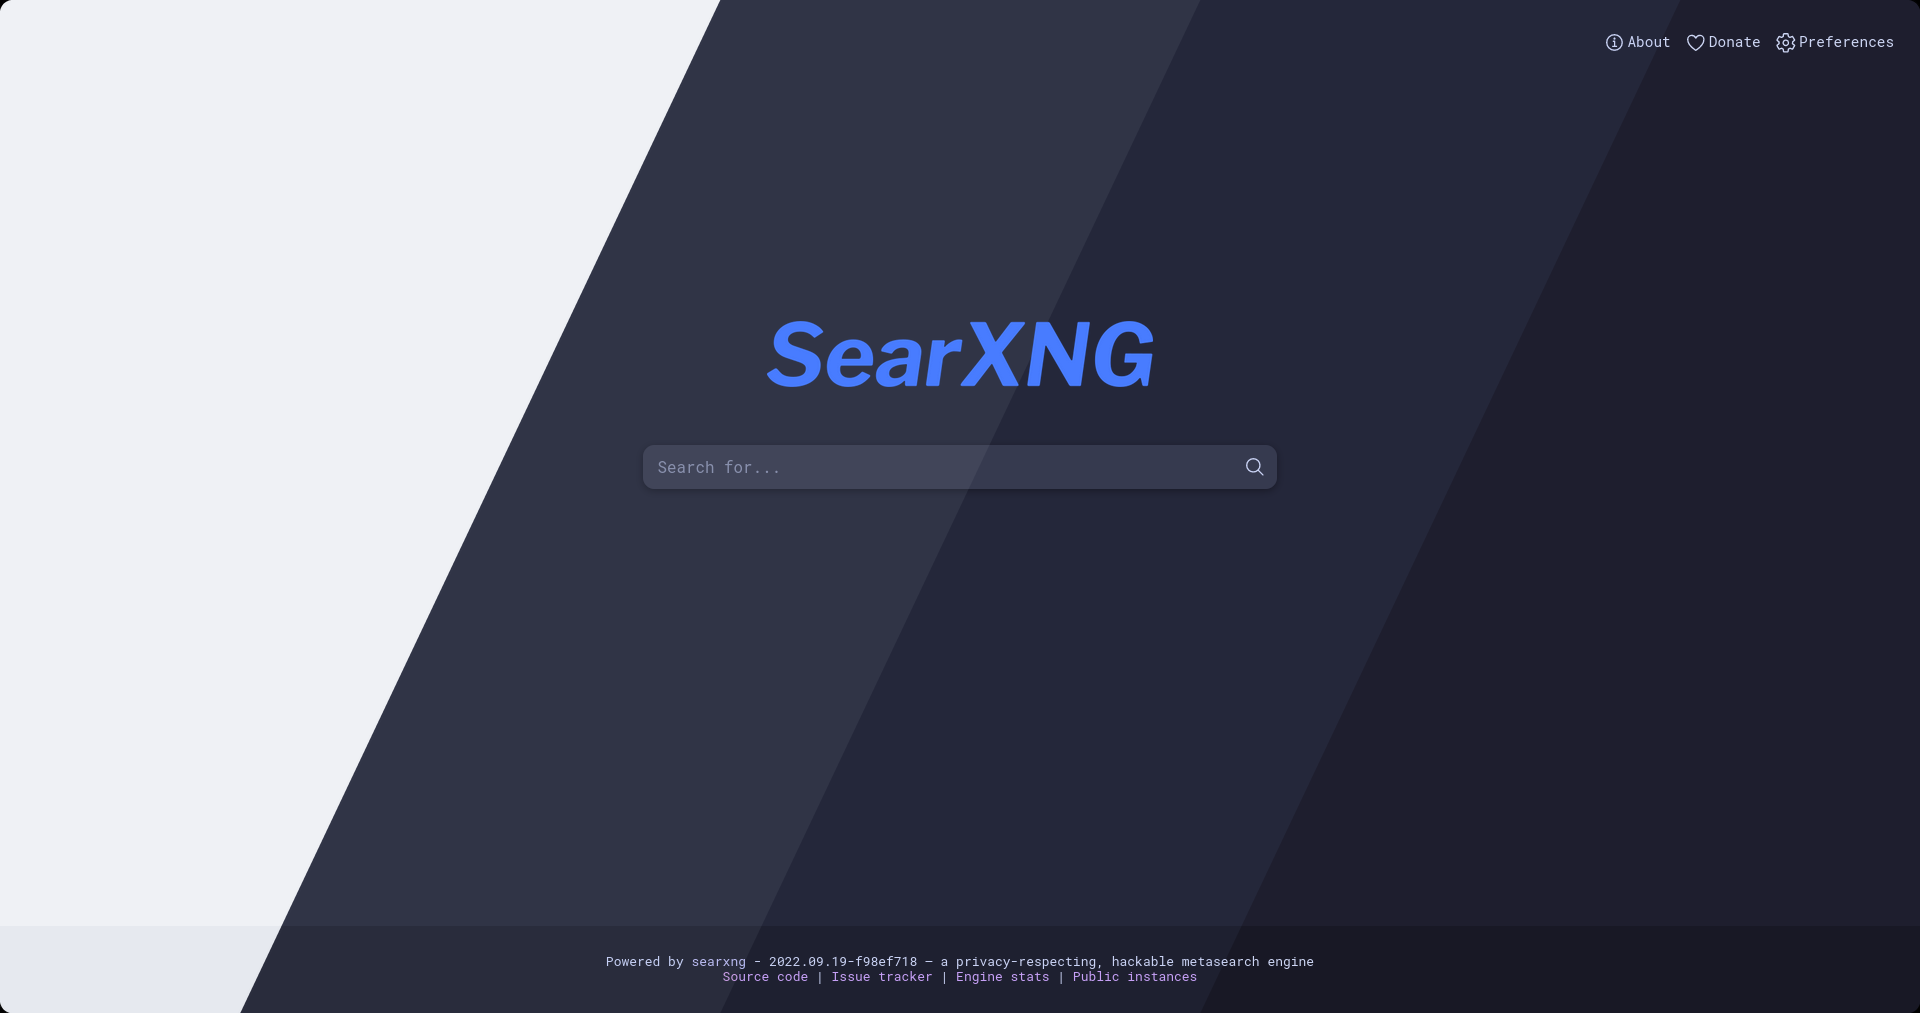 About Donate Preferences
SearXNG
Search for...
Powered by searxng - 2022.09.19-f98ef718 — a privacy-respecting, hackable metasearch engine
Source code | Issue tracker | Engine stats | Public instances